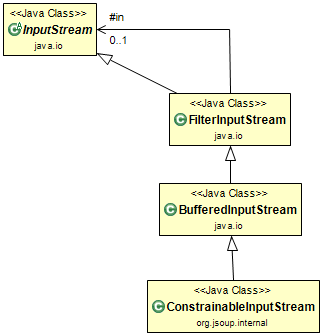 <<Java Class>>
InputStream
java.io
#in
0..1
<<Java Class>>
FilterInputStream
java.io
<<Java Class>>
BufferedInputStream
java.io
<<Java Class>>
ConstrainableInputStream
org.jsoup.internal